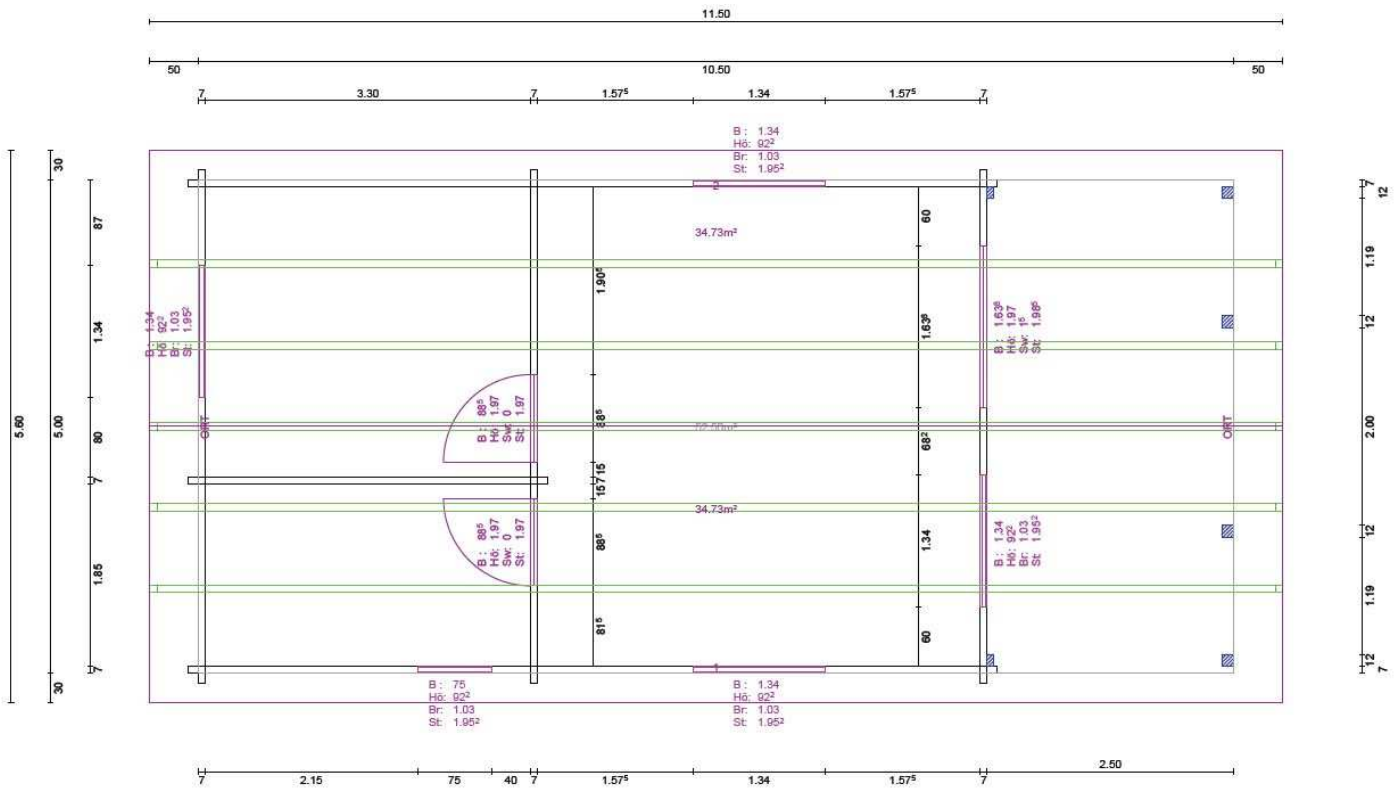 11.50
50 10.50 50
7 3.30 7 1.57⁵ 1.34 1.57⁵ 7
B : 1.34
Hö: 92²
Br: 1.03
St: 1.95²
5.60
30
5.00
30
87
1.34
80
7
1.85
7
B : 1.34
Hö: 92²
Br: 1.03
St: 1.95²
ORT
2
34.73m²
1.90⁵
88⁵
15
7
15
88⁵
81⁵
B : 88⁵
Hö: 1.97
Sw: 0
St: 1.97
B : 88⁵
Hö: 1.97
Sw: 0
St: 1.97
34.73m²
1
60
1.63⁸
68²
1.34
60
B : 1.63⁸
Hö: 1.97
Sw: 1⁵
St: 1.98⁵
B : 1.34
Hö: 92²
Br: 1.03
St: 1.95²
ORT
7
12
1.19
12
2.00
12
1.19
12
7
B : 75
Hö: 92²
Br: 1.03
St: 1.95²
B : 1.34
Hö: 92²
Br: 1.03
St: 1.95²
7 2.15 75 40 7 1.57⁵ 1.34 1.57⁵ 7 2.50